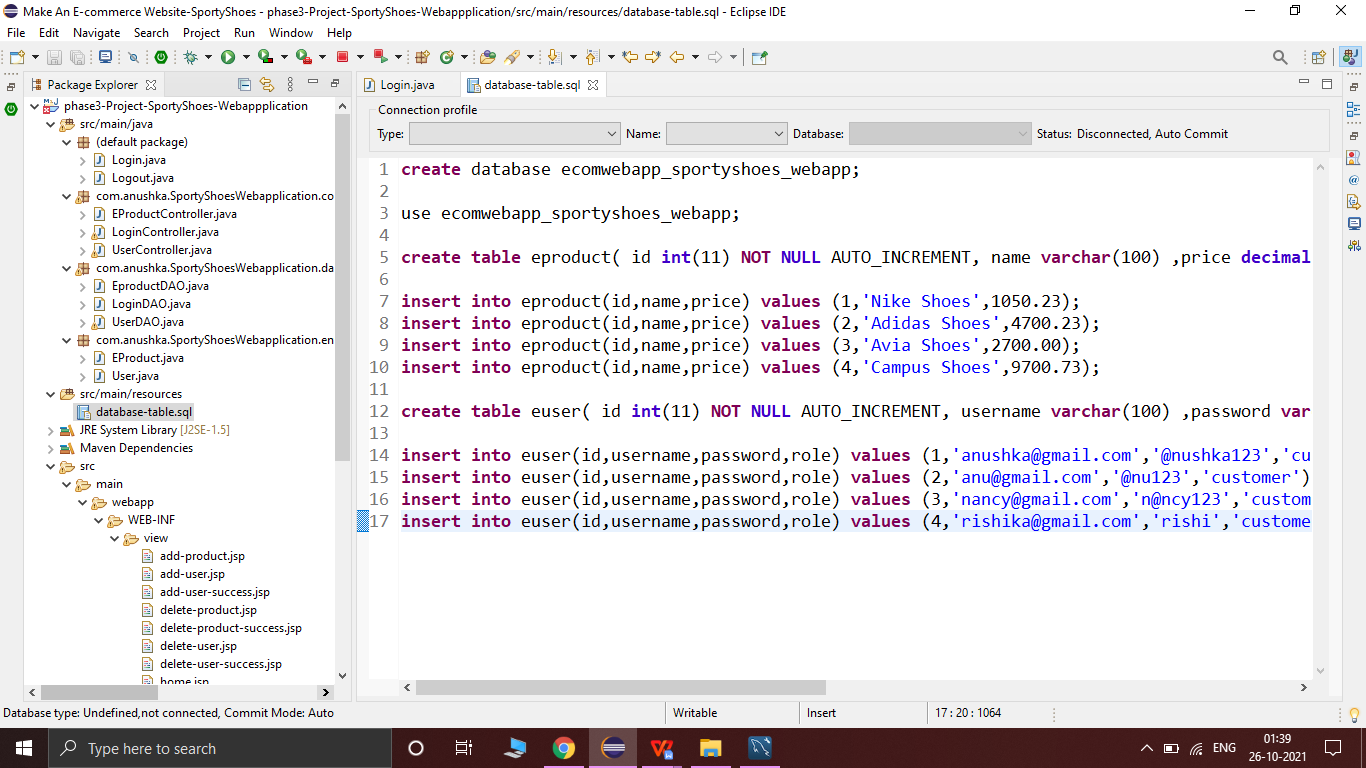 Make An E-commerce Website-SportyShoes - phase3-Project-SportyShoes-Webappplication/src/main/resources/database-table.sql - Eclipse IDE
File Edit Navigate Search Project Run Window Help
Package Explorer
phase3-Project-SportyShoes-Webappplication
src/main/java
(default package)
Login.java
Logout.java
com.anushka.SportyShoesWebapplication.co
EProductController.java
LoginController.java
UserController.java
com.anushka.SportyShoesWebapplication.da
EproductDAO.java
LoginDAO.java
UserDAO.java
com.anushka.SportyShoesWebapplication.en
EProduct.java
User.java
src/main/resources
database-table.sql
JRE System Library [J2SE-1.5]
Maven Dependencies
src
main
webapp
WEB-INF
view
add-product.jsp
add-user.jsp
add-user-success.jsp
delete-product.jsp
delete-product-success.jsp
delete-user.jsp
delete-user-success.jsp
home.jsp
Login.java database-table.sql
Connection profile
Type: Name: Database: Status: Disconnected, Auto Commit
1 create database ecomwebapp_sportyshoes_webapp;
2
3 use ecomwebapp_sportyshoes_webapp;
4
5 create table eproduct( id int(11) NOT NULL AUTO_INCREMENT, name varchar(100) ,price decimal
6
7 insert into eproduct(id,name,price) values (1,'Nike Shoes',1050.23);
8 insert into eproduct(id,name,price) values (2,'Adidas Shoes',4700.23);
9 insert into eproduct(id,name,price) values (3,'Avia Shoes',2700.00);
10 insert into eproduct(id,name,price) values (4,'Campus Shoes',9700.73);
11
12 create table euser( id int(11) NOT NULL AUTO_INCREMENT, username varchar(100) ,password var
13
14 insert into euser(id,username,password,role) values (1,'anushka@gmail.com','@nushka123','cu
15 insert into euser(id,username,password,role) values (2,'anu@gmail.com','@nu123','customer')
16 insert into euser(id,username,password,role) values (3,'nancy@gmail.com','n@ncy123','custom
17 insert into euser(id,username,password,role) values (4,'rishika@gmail.com','rishi','custome
Database type: Undefined,not connected, Commit Mode: Auto Writable Insert 17 : 20 : 1064
Type here to search
ENG
01:39
26-10-2021